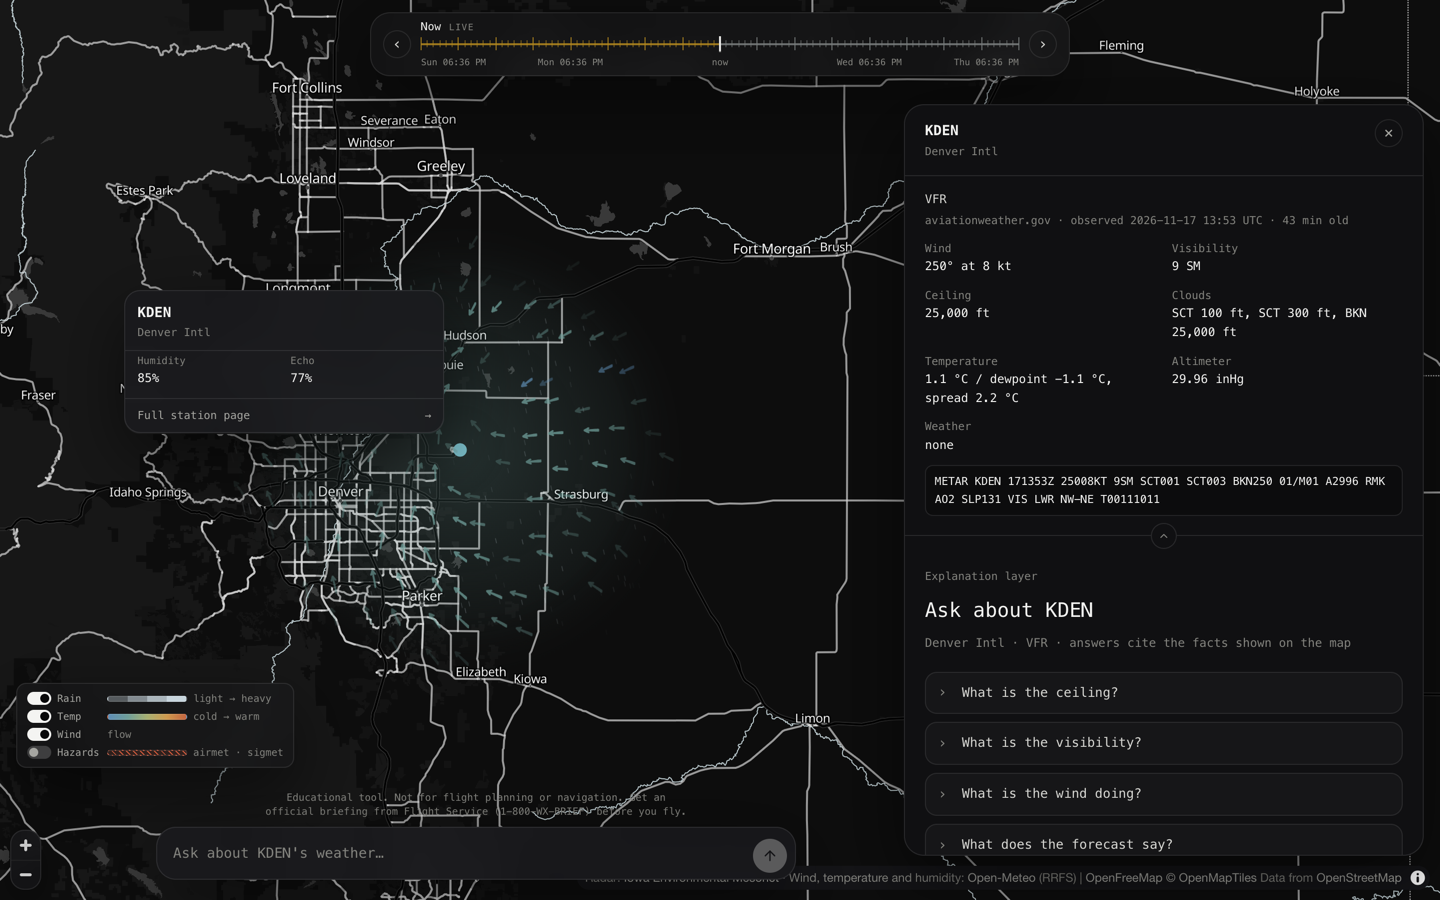 Now LIVE
Sun 06:36 PM
Mon 06:36 PM
now
Wed 06:36 PM
Thu 06:36 PM
Fleming
Holyoke
Fort Collins
Severance
Eaton
Windsor
Greeley
Loveland
Estes Park
Fort Morgan
Brush
Longmont
Hudson
Fraser
Idaho Springs
Denver
Strasburg
Parker
Elizabeth
Kiowa
Limon
KDEN
Denver Intl
Humidity
Echo
85%
77%
Full station page →
KDEN
Denver Intl
VFR
aviationweather.gov · observed 2026-11-17 13:53 UTC · 43 min old
Wind
Visibility
250° at 8 kt
9 SM
Ceiling
Clouds
25,000 ft
SCT 100 ft, SCT 300 ft, BKN
25,000 ft
Temperature
Altimeter
1.1 °C / dewpoint −1.1 °C,
spread 2.2 °C
29.96 inHg
Weather
none
METAR KDEN 171353Z 25008KT 9SM SCT001 SCT003 BKN250 01/M01 A2996 RMK
AO2 SLP131 VIS LWR NW-NE T00111011
Explanation layer
Ask about KDEN
Denver Intl · VFR · answers cite the facts shown on the map
What is the ceiling?
What is the visibility?
What is the wind doing?
What does the forecast say?
Rain light → heavy
Temp cold → warm
Wind flow
Hazards airmet · sigmet
Educational tool. Not for flight planning or navigation. Get an
official briefing from Flight Service (1-800-WX-BRIEF) before you fly.
Ask about KDEN's weather…
Wind, temperature and humidity: Open-Meteo (RRFS) | OpenFreeMap © OpenMapTiles Data from OpenStreetMap